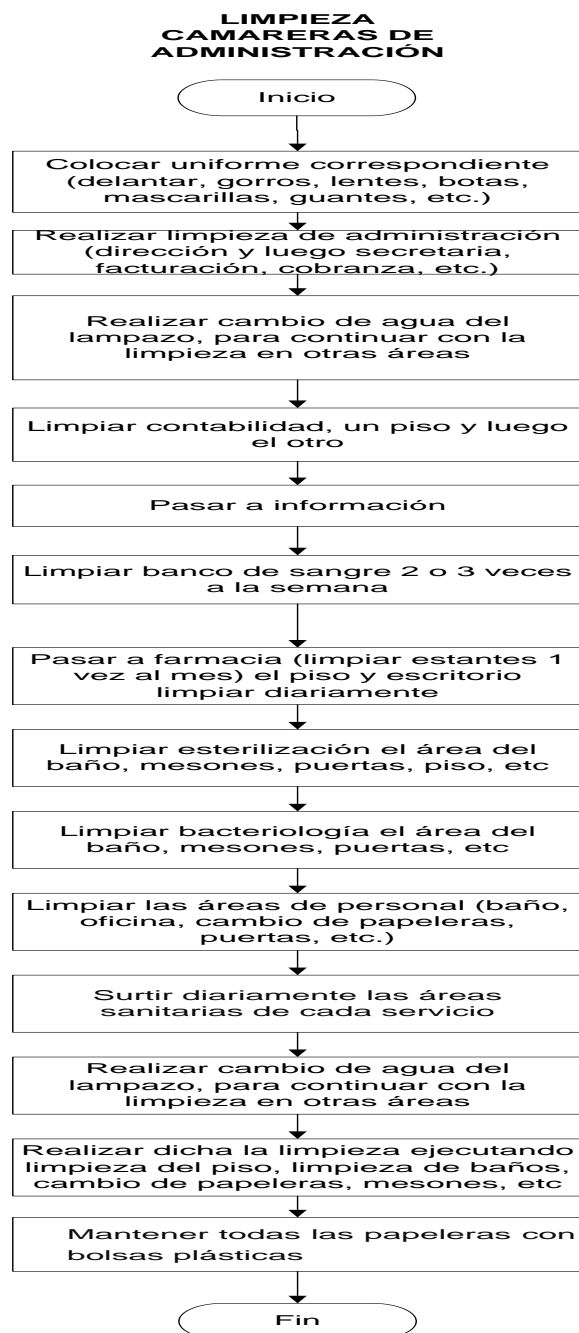 LIMPIEZA
CAMARERAS DE
ADMINISTRACIÓN
Inicio
Colocar uniforme correspondiente
(delantar, gorros, lentes, botas,
mascarillas, guantes, etc.)
Realizar limpieza de administración
(dirección y luego secretaria,
facturación, cobranza, etc.)
Realizar cambio de agua del
lampazo, para continuar con la
limpieza en otras áreas
Limpiar contabilidad, un piso y luego
el otro
Pasar a información
Limpiar banco de sangre 2 o 3 veces
a la semana
Pasar a farmacia (limpiar estantes 1
vez al mes) el piso y escritorio
limpiar diariamente
Limpiar esterilización el área del
baño, mesones, puertas, piso, etc
Limpiar bacteriología el área del
baño, mesones, puertas, etc
Limpiar las áreas de personal (baño,
oficina, cambio de papeleras,
puertas, etc.)
Surtir diariamente las áreas
sanitarias de cada servicio
Realizar cambio de agua del
lampazo, para continuar con la
limpieza en otras áreas
Realizar dicha la limpieza ejecutando
limpieza del piso, limpieza de baños,
cambio de papeleras, mesones, etc
Mantener todas las papeleras con
bolsas plásticas
Fin